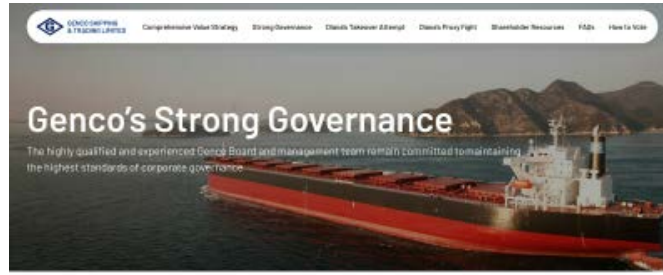 GENCO SHIPPING
& TRADING LIMITED
Comprehensive Value Strategy Strong Governance Diana's Takeover Attempt Diana's Proxy Fight Shareholder Resources FAQs How to Vote
Genco's Strong Governance
The highly qualified and experienced Genco Board and management team remain committed to maintaining
the highest standards of corporate governance